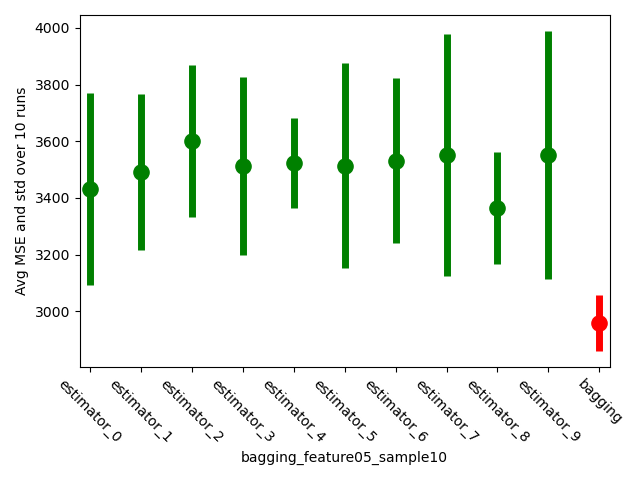 Avg MSE and std over 10 runs
4000
3800
3600
3400
3200
3000
estimator_0
estimator_1
estimator_2
estimator_3
estimator_4
estimator_5
estimator_6
estimator_7
estimator_8
estimator_9
bagging
bagging_feature05_sample10